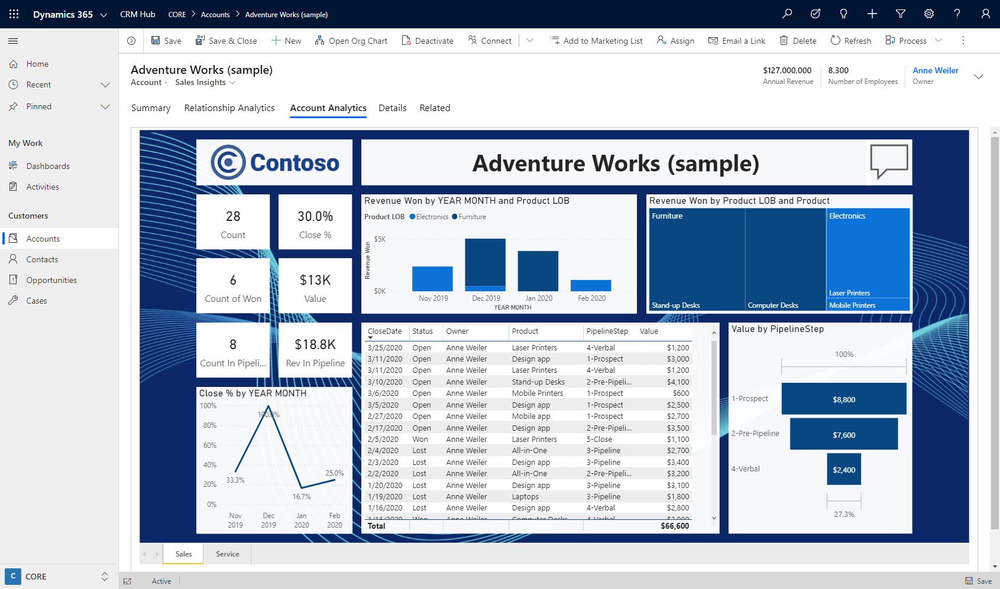 Dynamics 365 CRM Hub CORE > Accounts > Adventure Works (sample)
Save Save & Close New Open Org Chart Deactivate Connect Add to Marketing List Assign Email a Link Delete Refresh Process
Home
Recent
Pinned
My Work
Dashboards
Activities
Customers
Accounts
Contacts
Opportunities
Cases
C CORE
Adventure Works (sample)
Account · Sales Insights
$127,000,000
Annual Revenue
8,300
Number of Employees
Anne Weiler
Owner
Summary Relationship Analytics Account Analytics Details Related
Contoso
Adventure Works (sample)
28
Count
30.0%
Close %
6
Count of Won
$13K
Value
8
Count In Pipeli...
$18.8K
Rev In Pipeline
Revenue Won by YEAR MONTH and Product LOB
Product LOB Electronics Furniture
Revenue Won
$5K
$0K
Nov 2019 Dec 2019 Jan 2020 Feb 2020
YEAR MONTH
Revenue Won by Product LOB and Product
Furniture Electronics
Laser Printers
Stand-up Desks Computer Desks Mobile Printers
Close % by YEAR MONTH
100%
80%
60%
40%
20%
0%
33.3%
100.0%
16.7%
25.0%
Nov Dec Jan Feb
2019 2019 2020 2020
CloseDate Status Owner Product PipelineStep Value
3/25/2020 Open Anne Weiler Laser Printers 4-Verbal $1,200
3/11/2020 Open Anne Weiler Design app 1-Prospect $3,000
3/11/2020 Open Anne Weiler Laser Printers 4-Verbal $1,200
3/10/2020 Open Anne Weiler Stand-up Desks 2-Pre-Pipeli... $4,100
3/6/2020 Open Anne Weiler Mobile Printers 1-Prospect $600
3/5/2020 Open Anne Weiler Design app 1-Prospect $2,500
2/27/2020 Open Anne Weiler Mobile app 1-Prospect $2,700
2/17/2020 Open Anne Weiler Design app 2-Pre-Pipeli... $3,500
2/5/2020 Won Anne Weiler Laser Printers 5-Close $1,100
2/4/2020 Lost Anne Weiler All-in-One 3-Pipeline $2,700
2/3/2020 Lost Anne Weiler Design app 3-Pipeline $3,400
2/2/2020 Lost Anne Weiler All-in-One 2-Pre-Pipeli... $3,200
1/20/2020 Lost Anne Weiler Design app 3-Pipeline $3,100
1/19/2020 Lost Anne Weiler Laptops 3-Pipeline $1,800
1/16/2020 Lost Anne Weiler Design app 4-Verbal $2,800
1/16/2020 Won Anne Weiler Computer Desks 4-Verbal
Total $66,600
Value by PipelineStep
100%
1-Prospect $8,800
2-Pre-Pipeline $7,600
4-Verbal $2,400
27.3%
Sales Service
Active Save